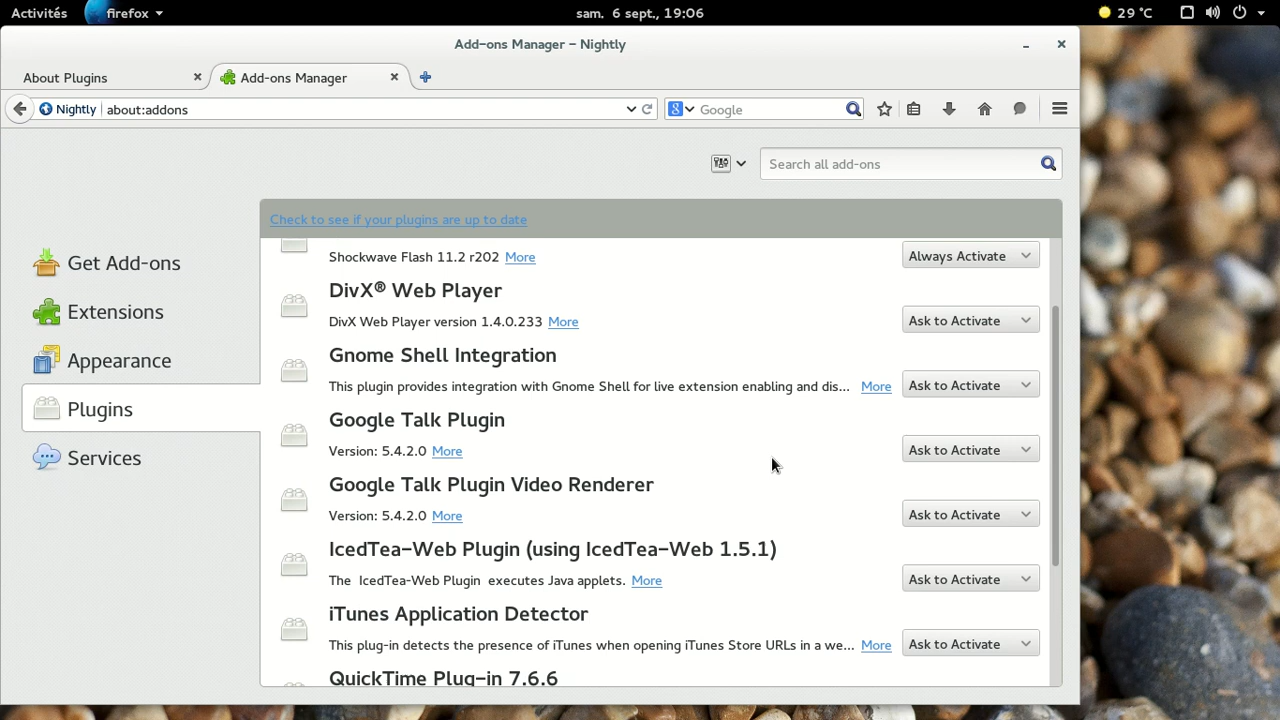 Activités firefox sam. 6 sept., 19:06 29 °C
Add-ons Manager - Nightly
About Plugins Add-ons Manager
Nightly about:addons Google
Search all add-ons
Check to see if your plugins are up to date
Get Add-ons
Extensions
Appearance
Plugins
Services
Shockwave Flash 11.2 r202 More Always Activate
DivX® Web Player
DivX Web Player version 1.4.0.233 More Ask to Activate
Gnome Shell Integration
This plugin provides integration with Gnome Shell for live extension enabling and dis... More Ask to Activate
Google Talk Plugin
Version: 5.4.2.0 More Ask to Activate
Google Talk Plugin Video Renderer
Version: 5.4.2.0 More Ask to Activate
IcedTea-Web Plugin (using IcedTea-Web 1.5.1)
The IcedTea-Web Plugin executes Java applets. More Ask to Activate
iTunes Application Detector
This plug-in detects the presence of iTunes when opening iTunes Store URLs in a we... More Ask to Activate
QuickTime Plug-in 7.6.6